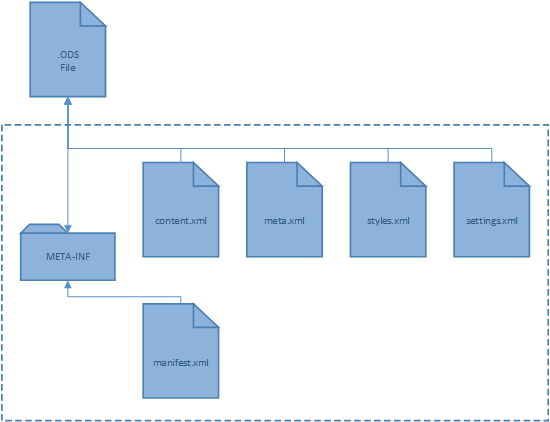 .ODS
File
content.xml
meta.xml
styles.xml
settings.xml
META-INF
manifest.xml